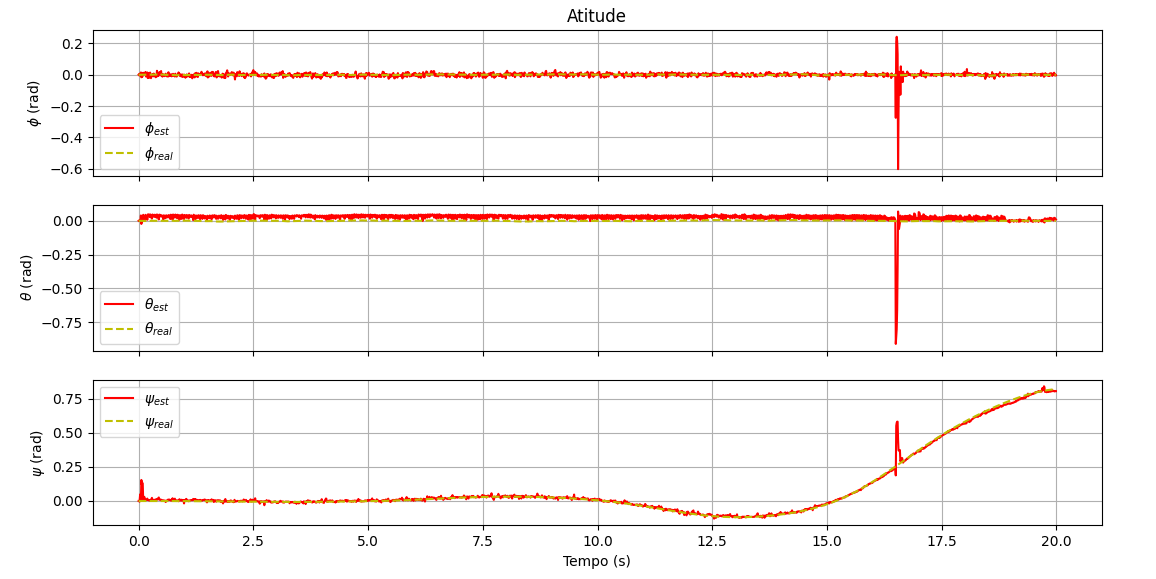 Atitude
0.2
0.0
−0.2
−0.4
−0.6
ϕ (rad)
ϕest
ϕreal
0.00
−0.25
−0.50
−0.75
θ (rad)
θest
θreal
0.75
0.50
0.25
0.00
ψ (rad)
ψest
ψreal
0.0 2.5 5.0 7.5 10.0 12.5 15.0 17.5 20.0
Tempo (s)